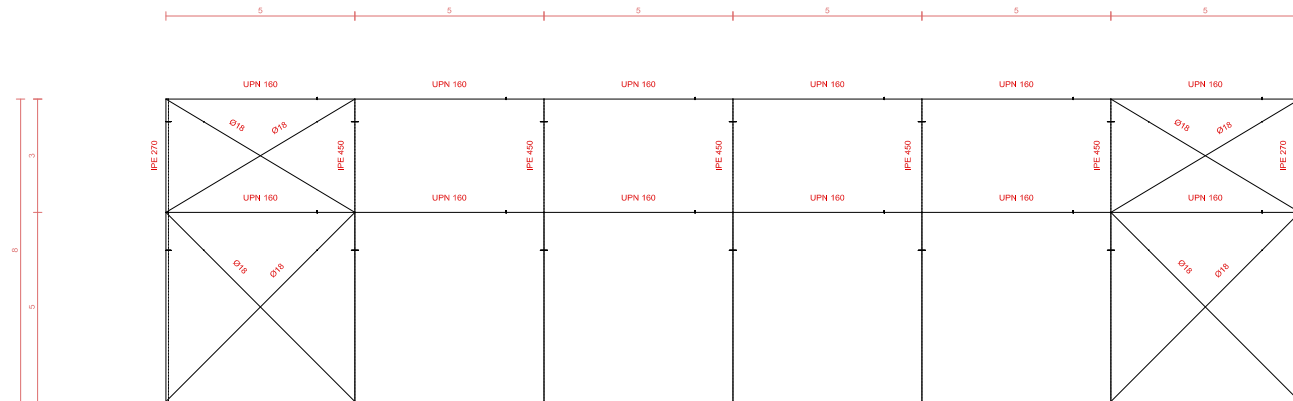 5 5 5 5 5 5
UPN 160 UPN 160 UPN 160 UPN 160 UPN 160 UPN 160
Ø18 Ø18 Ø18 Ø18
3
IPE 270 IPE 450 IPE 450 IPE 450 IPE 450 IPE 450 IPE 270
UPN 160 UPN 160 UPN 160 UPN 160 UPN 160 UPN 160
8
Ø18 Ø18 Ø18 Ø18
5